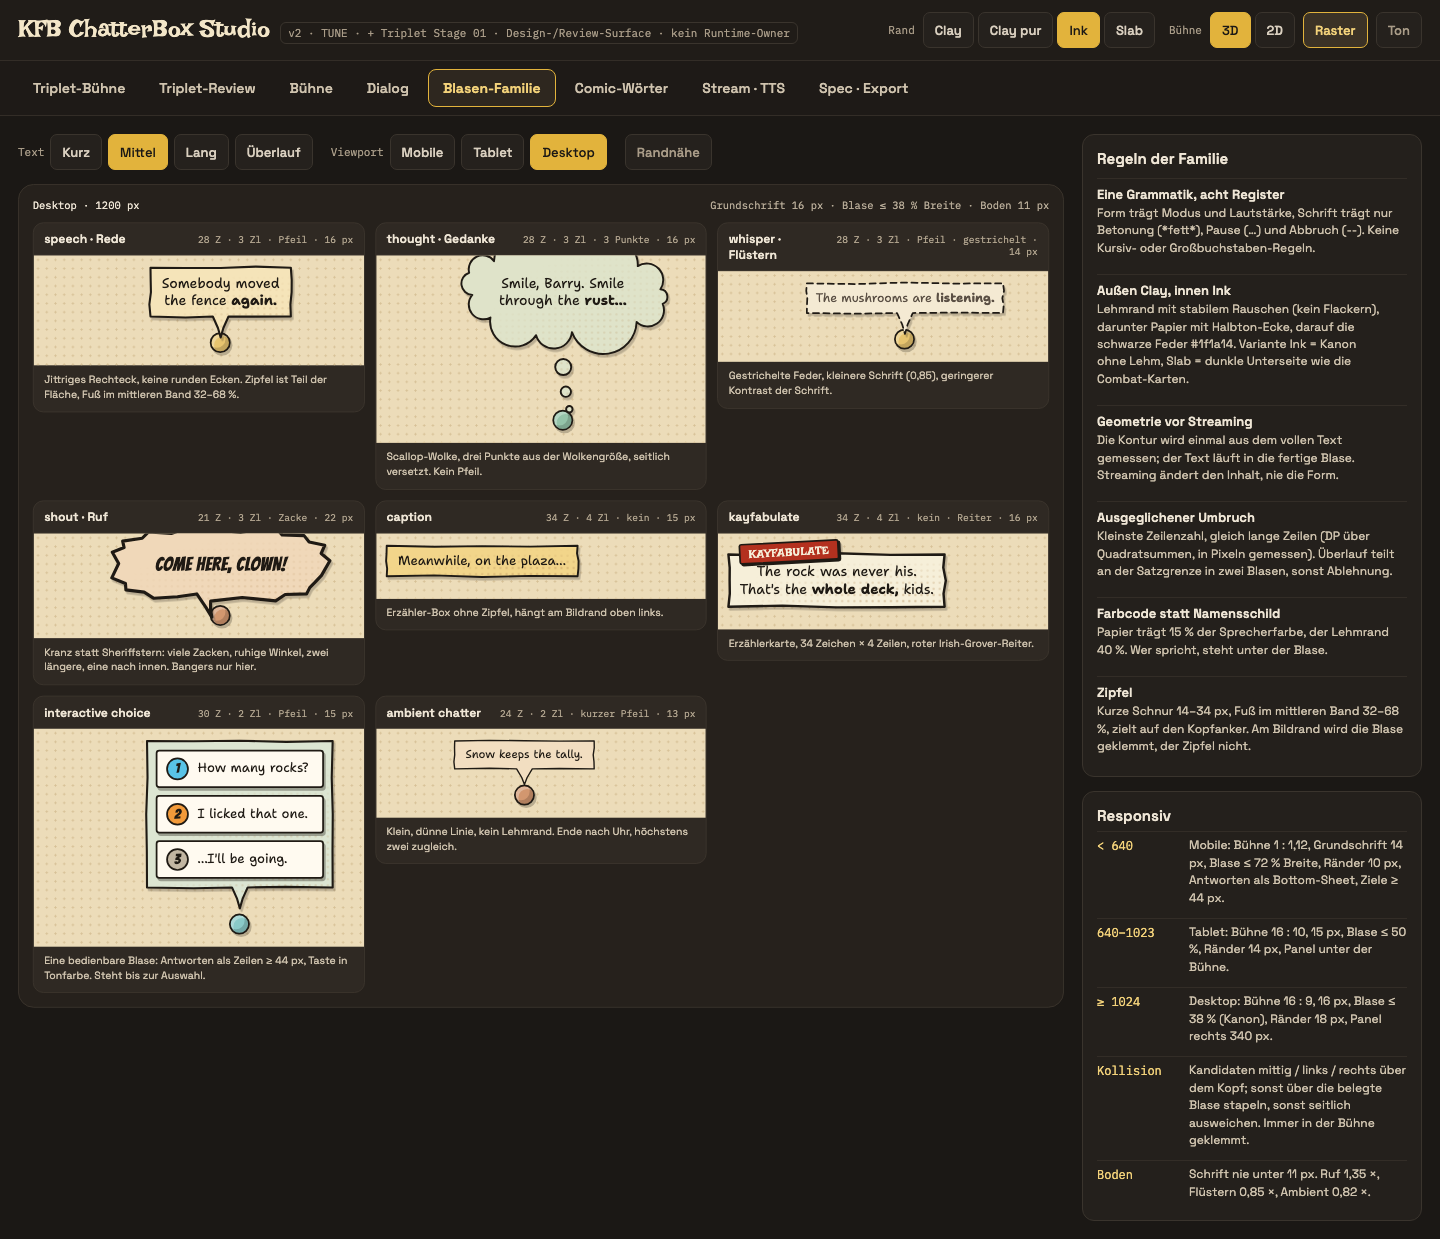 KFB ChatterBox Studio
v2 · TUNE · + Triplet Stage 01 · Design-/Review-Surface · kein Runtime-Owner
Rand Clay Clay pur Ink Slab Bühne 3D 2D Raster Ton
Triplet-Bühne Triplet-Review Bühne Dialog Blasen-Familie Comic-Wörter Stream · TTS Spec · Export
Text Kurz Mittel Lang Überlauf Viewport Mobile Tablet Desktop Randnähe
Desktop · 1200 px
Grundschrift 16 px · Blase ≤ 38 % Breite · Boden 11 px
speech · Rede
28 Z · 3 Zl · Pfeil · 16 px
Somebody moved
the fence again.
Jittriges Rechteck, keine runden Ecken. Zipfel ist Teil der
Fläche, Fuß im mittleren Band 32–68 %.
thought · Gedanke
28 Z · 3 Zl · 3 Punkte · 16 px
Smile, Barry. Smile
through the rust...
Scallop-Wolke, drei Punkte aus der Wolkengröße, seitlich
versetzt. Kein Pfeil.
whisper ·
Flüstern
28 Z · 3 Zl · Pfeil · gestrichelt ·
14 px
The mushrooms are listening.
Gestrichelte Feder, kleinere Schrift (0,85), geringerer
Kontrast der Schrift.
shout · Ruf
21 Z · 3 Zl · Zacke · 22 px
COME HERE, CLOWN!
Kranz statt Sheriffstern: viele Zacken, ruhige Winkel, zwei
längere, eine nach innen. Bangers nur hier.
caption
34 Z · 4 Zl · kein · 15 px
Meanwhile, on the plaza...
Erzähler-Box ohne Zipfel, hängt am Bildrand oben links.
kayfabulate
34 Z · 4 Zl · kein · Reiter · 16 px
KAYFABULATE
The rock was never his.
That's the whole deck, kids.
Erzählerkarte, 34 Zeichen × 4 Zeilen, roter Irish-Grover-Reiter.
interactive choice
30 Z · 2 Zl · Pfeil · 15 px
1 How many rocks?
2 I licked that one.
3 ...I'll be going.
Eine bedienbare Blase: Antworten als Zeilen ≥ 44 px, Taste in
Tonfarbe. Steht bis zur Auswahl.
ambient chatter
24 Z · 2 Zl · kurzer Pfeil · 13 px
Snow keeps the tally.
Klein, dünne Linie, kein Lehmrand. Ende nach Uhr, höchstens
zwei zugleich.
Regeln der Familie
Eine Grammatik, acht Register
Form trägt Modus und Lautstärke, Schrift trägt nur
Betonung (*fett*), Pause (…) und Abbruch (--). Keine
Kursiv- oder Großbuchstaben-Regeln.
Außen Clay, innen Ink
Lehmrand mit stabilem Rauschen (kein Flackern),
darunter Papier mit Halbton-Ecke, darauf die
schwarze Feder #1f1a14. Variante Ink = Kanon
ohne Lehm, Slab = dunkle Unterseite wie die
Combat-Karten.
Geometrie vor Streaming
Die Kontur wird einmal aus dem vollen Text
gemessen; der Text läuft in die fertige Blase.
Streaming ändert den Inhalt, nie die Form.
Ausgeglichener Umbruch
Kleinste Zeilenzahl, gleich lange Zeilen (DP über
Quadratsummen, in Pixeln gemessen). Überlauf teilt
an der Satzgrenze in zwei Blasen, sonst Ablehnung.
Farbcode statt Namensschild
Papier trägt 15 % der Sprecherfarbe, der Lehmrand
40 %. Wer spricht, steht unter der Blase.
Zipfel
Kurze Schnur 14–34 px, Fuß im mittleren Band 32–68
%, zielt auf den Kopfanker. Am Bildrand wird die Blase
geklemmt, der Zipfel nicht.
Responsiv
< 640
Mobile: Bühne 1 : 1,12, Grundschrift 14
px, Blase ≤ 72 % Breite, Ränder 10 px,
Antworten als Bottom-Sheet, Ziele ≥
44 px.
640–1023
Tablet: Bühne 16 : 10, 15 px, Blase ≤ 50
%, Ränder 14 px, Panel unter der
Bühne.
≥ 1024
Desktop: Bühne 16 : 9, 16 px, Blase ≤
38 % (Kanon), Ränder 18 px, Panel
rechts 340 px.
Kollision
Kandidaten mittig / links / rechts über
dem Kopf; sonst über die belegte
Blase stapeln, sonst seitlich
ausweichen. Immer in der Bühne
geklemmt.
Boden
Schrift nie unter 11 px. Ruf 1,35 ×,
Flüstern 0,85 ×, Ambient 0,82 ×.